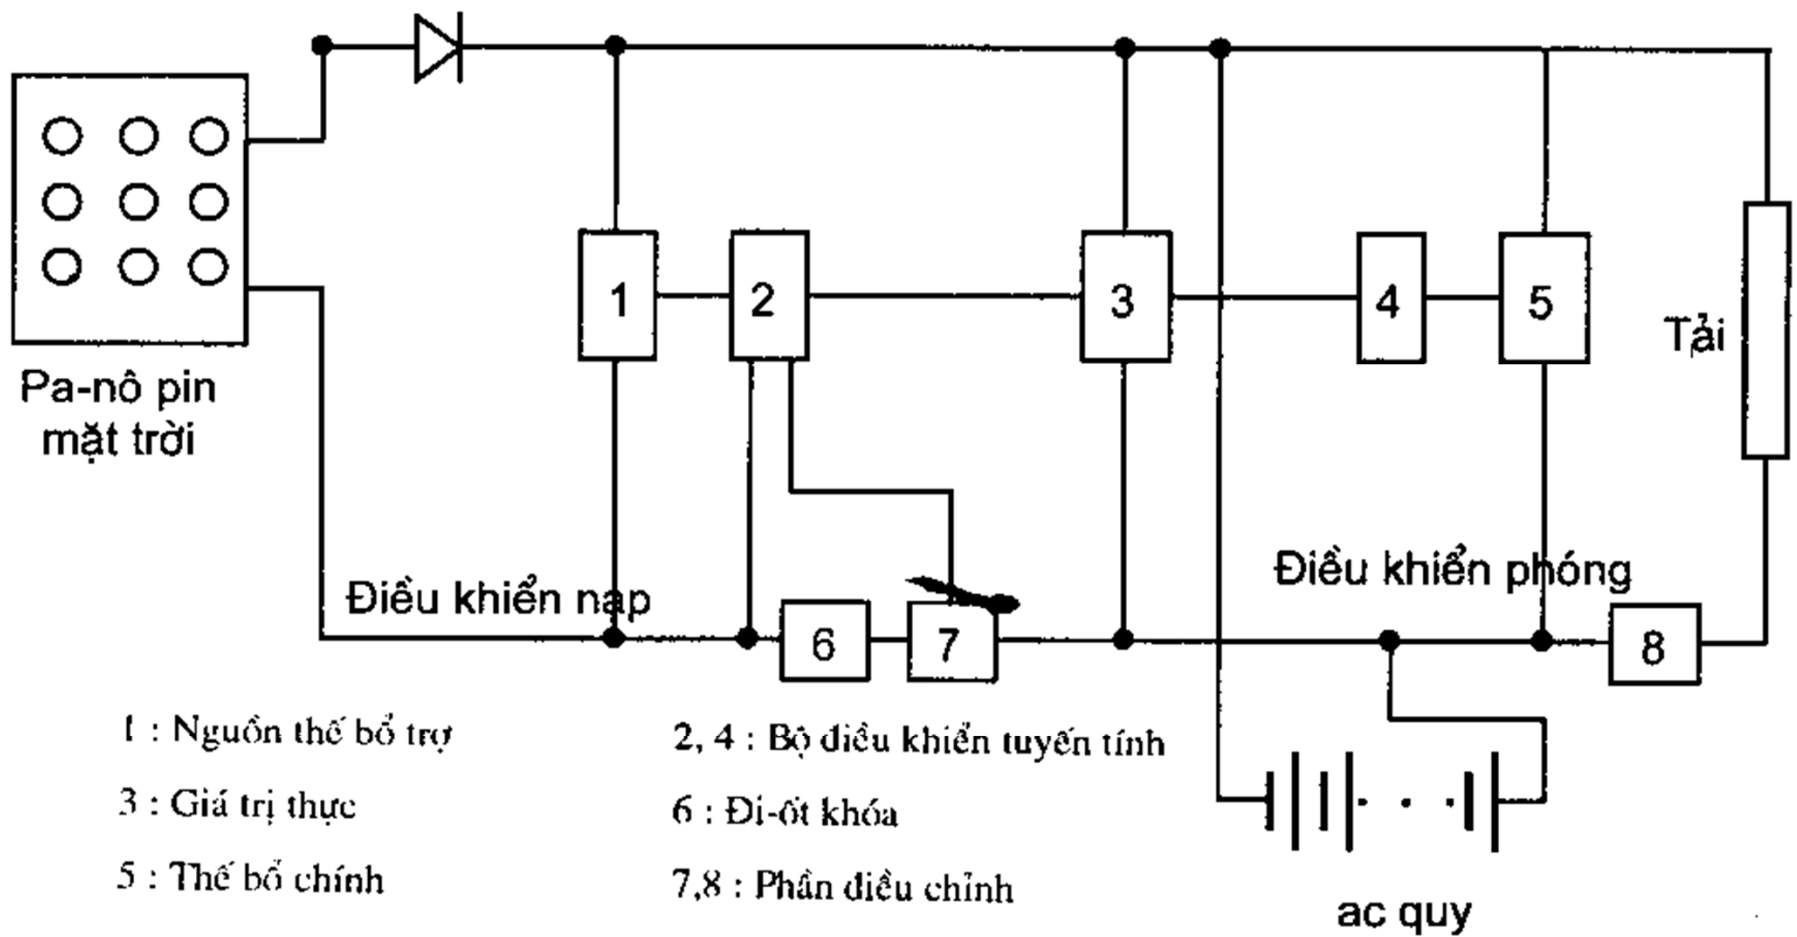 1
2
3
4
5
Tải
Pa-nô pin
mặt trời
Điều khiển nạp
Điều khiển phóng
6
7
8
1 : Nguồn thế bổ trợ
2, 4 : Bộ điều khiển tuyến tính
3 : Giá trị thực
6 : Đi-ốt khóa
5 : Thế bổ chính
7,8 : Phần điều chỉnh
ac quy